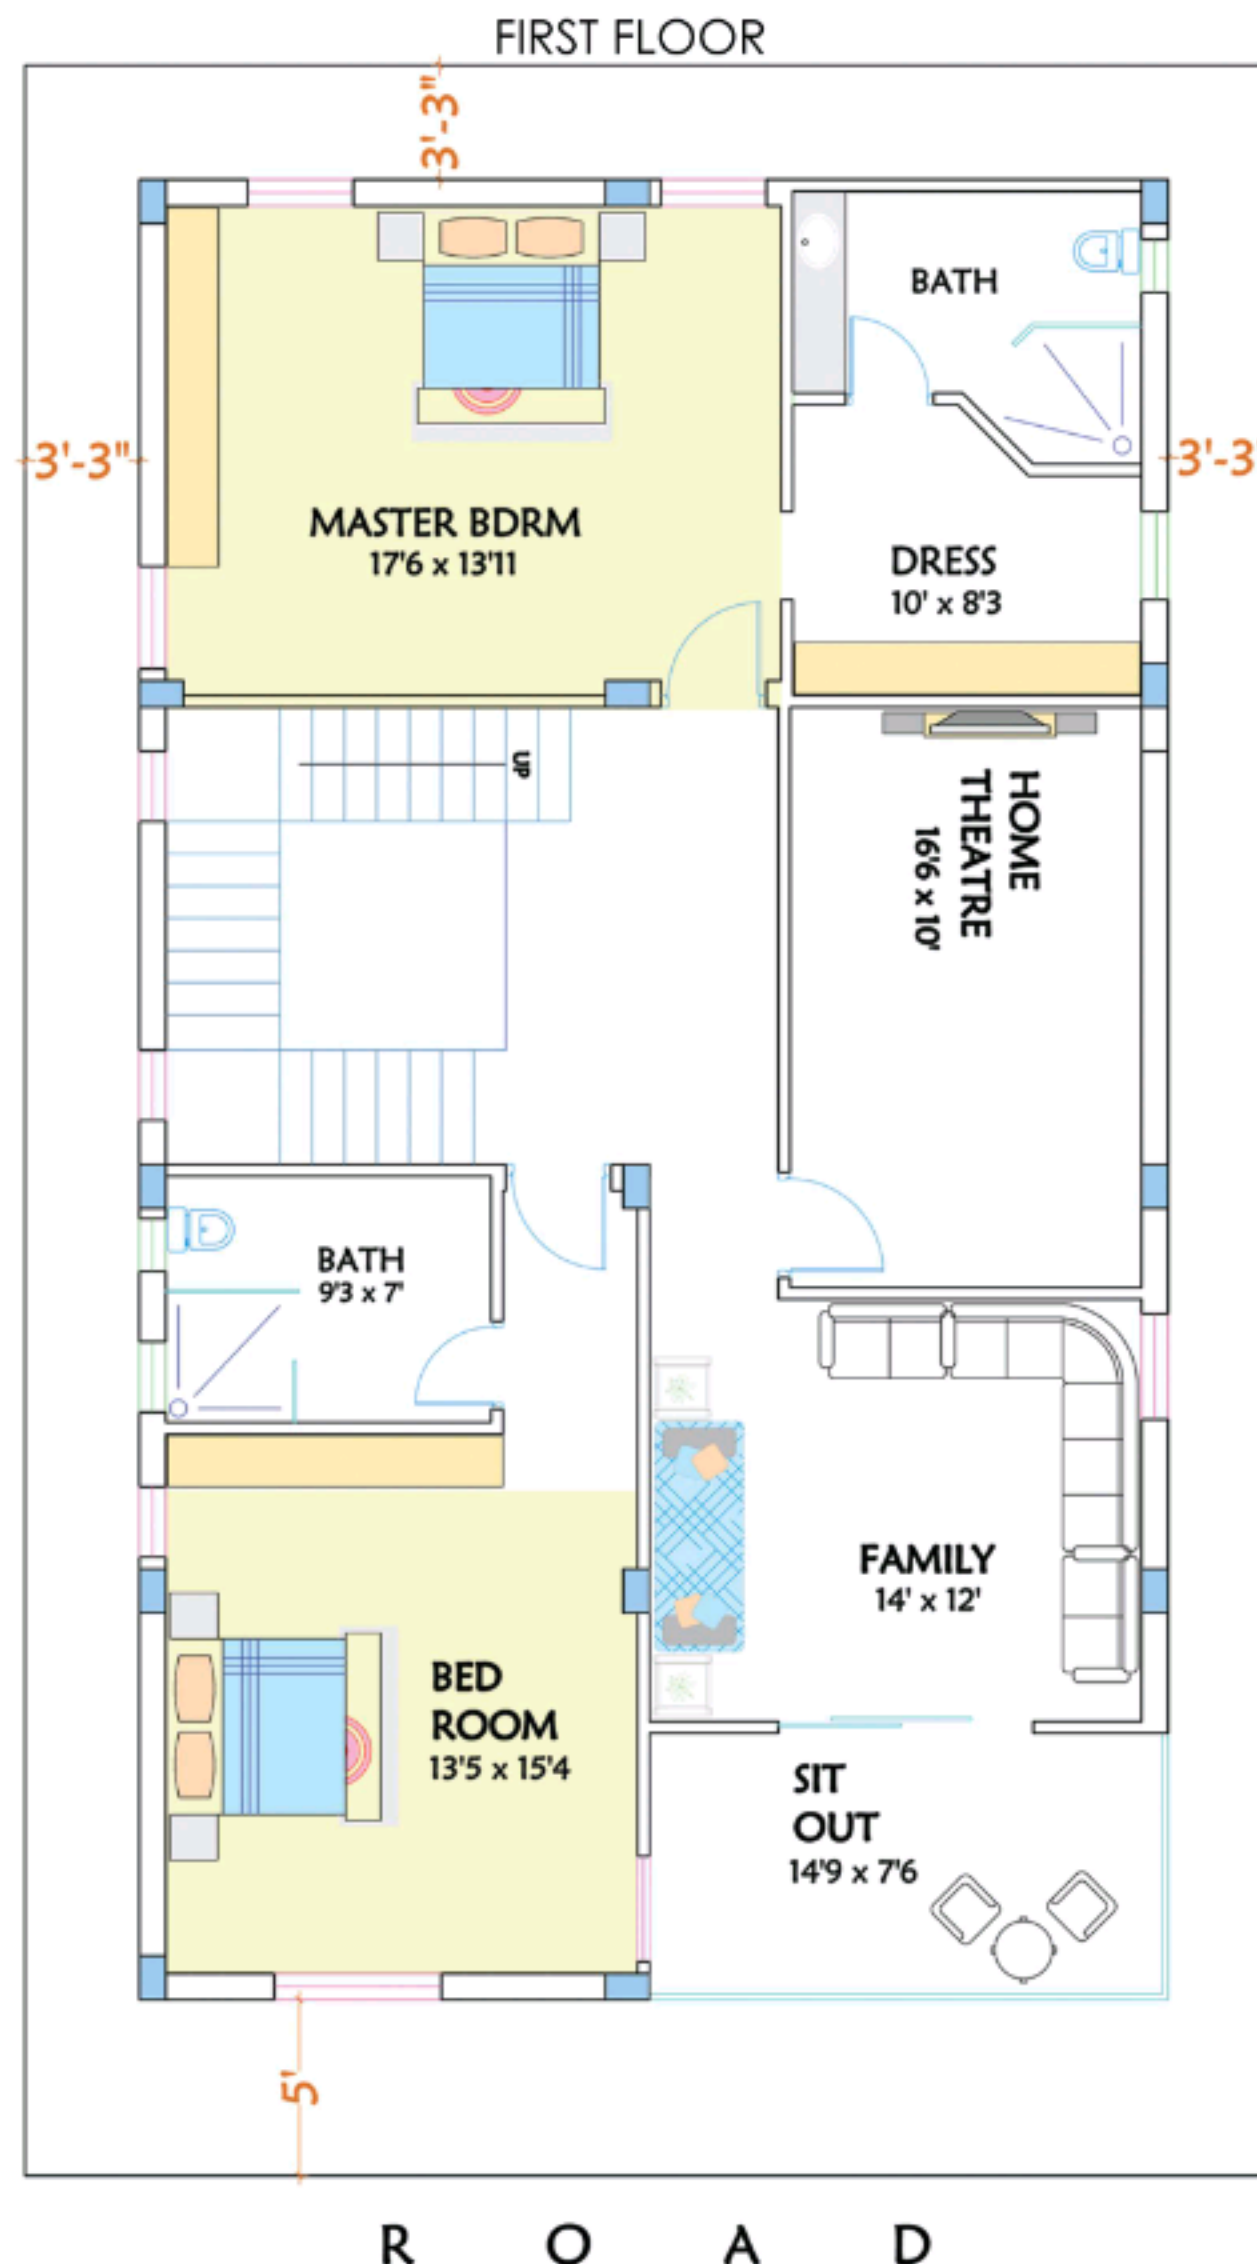 FIRST FLOOR
3'-3"
BATH
3'-3"
3'-3
MASTER BDRM
17'6 x 13'11
DRESS
10' x 8'3
UP
HOME
THEATRE
16'6 x 10'
BATH
9'3 x 7'
FAMILY
14' x 12'
BED
ROOM
13'5 x 15'4
SIT
OUT
14'9 x 7'6
5'
R O A D